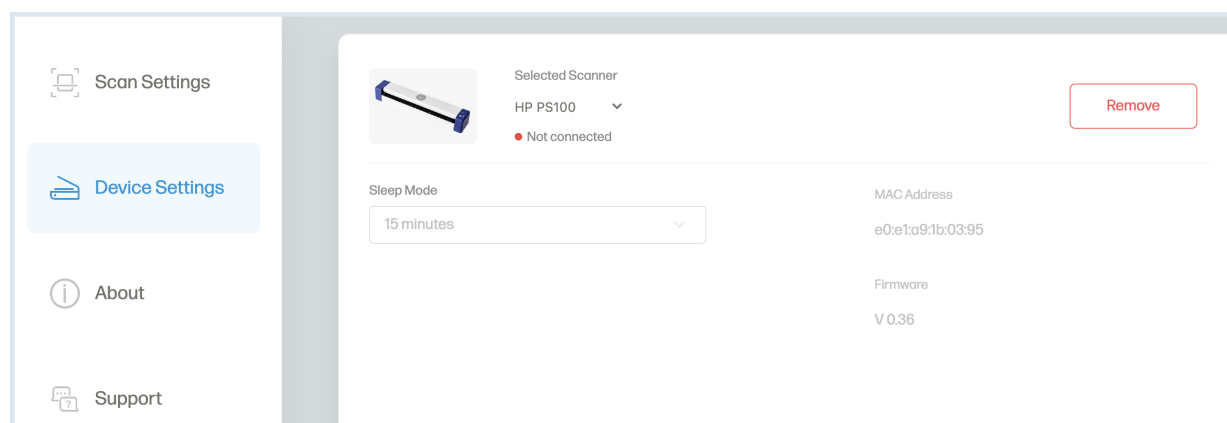 Scan Settings
Device Settings
About
Support
Selected Scanner
HP PS100
Not connected
Remove
Sleep Mode
15 minutes
MAC Address
e0:e1:a9:1b:03:95
Firmware
V 0.36